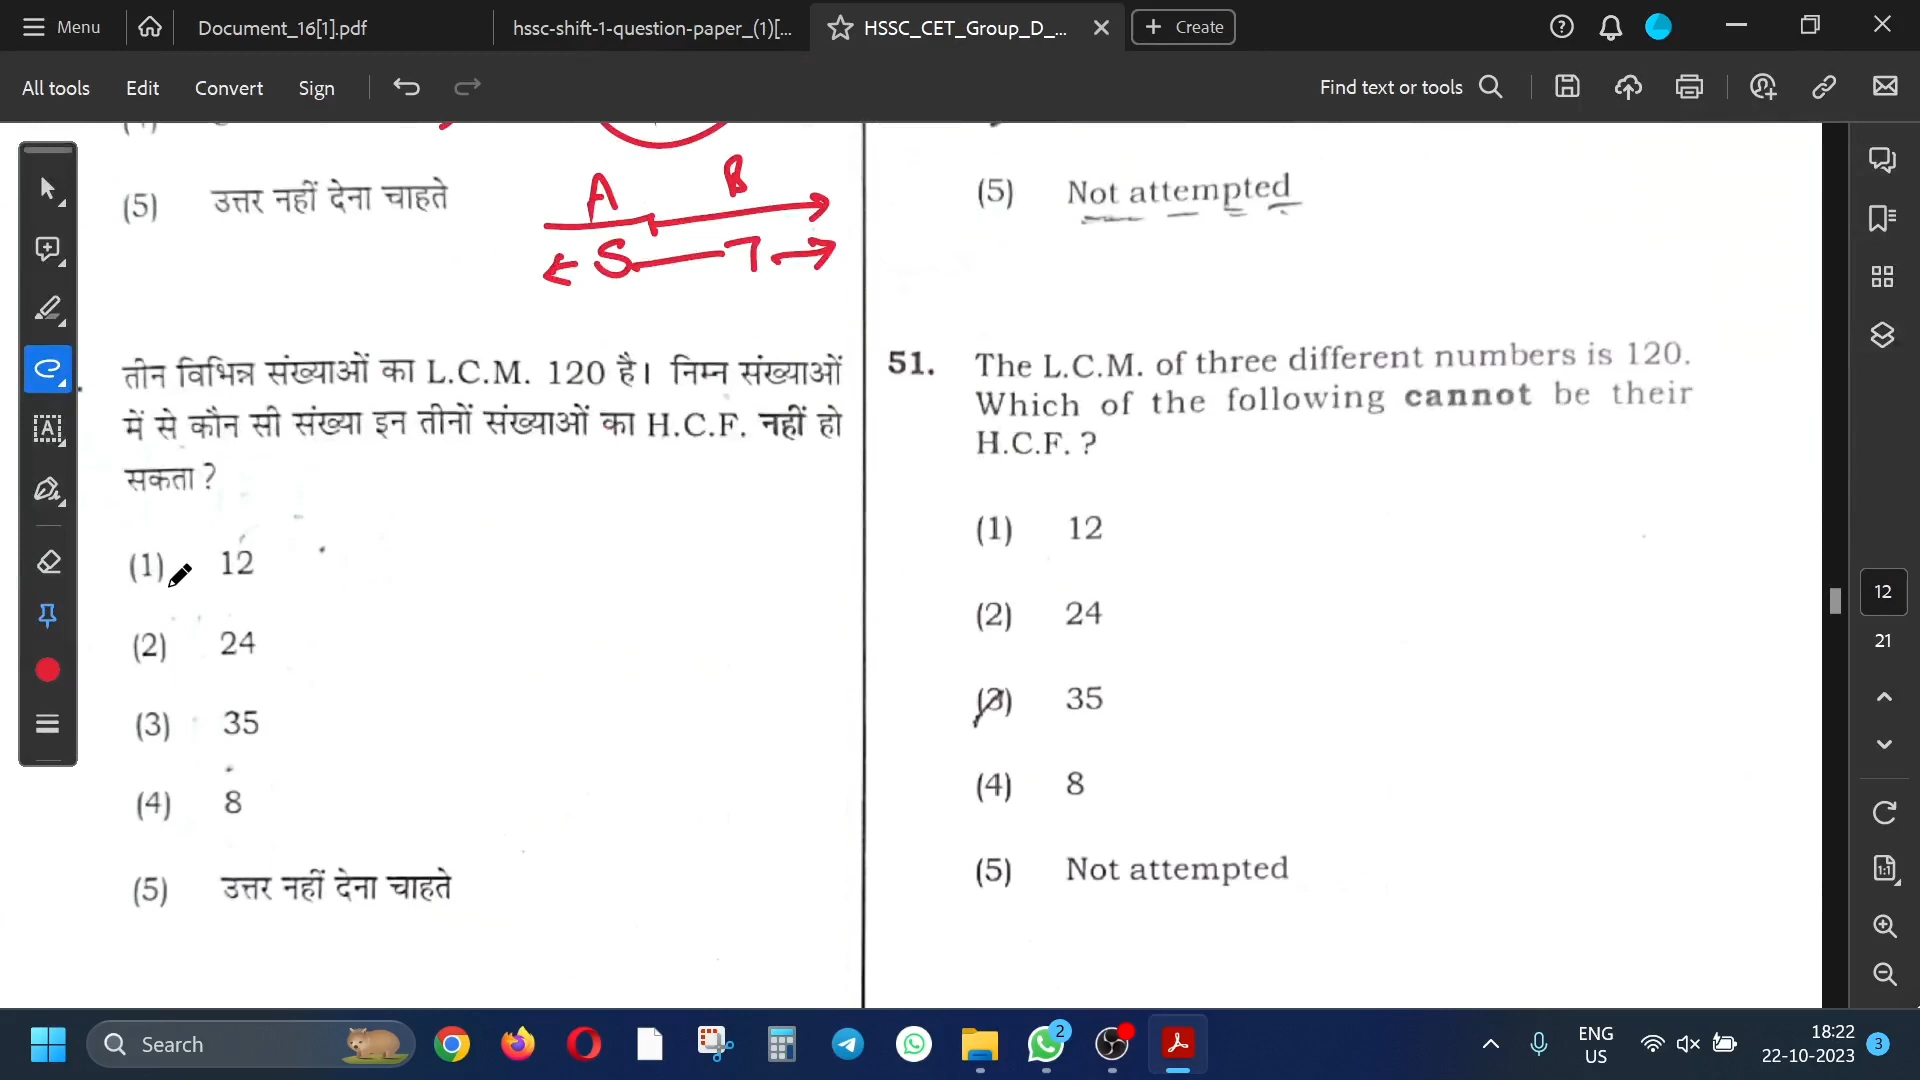 Menu
Document_16[1].pdf
hssc-shift-1-question-paper_(1)[...
HSSC_CET_Group_D_...
Create
All tools
Edit
Convert
Sign
Find text or tools
(5) उत्तर नहीं देना चाहते
A B
S T
तीन विभिन्न संख्याओं का L.C.M. 120 है। निम्न संख्याओं
में से कौन सी संख्या इन तीनों संख्याओं का H.C.F. नहीं हो
सकता ?
(1) 12
(2) 24
(3) 35
(4) 8
(5) उत्तर नहीं देना चाहते
(5) Not attempted
51. The L.C.M. of three different numbers is 120.
Which of the following cannot be their
H.C.F. ?
(1) 12
(2) 24
(3) 35
(4) 8
(5) Not attempted
12
21
1:1
Search
2
ENG
US
18:22
22-10-2023
3